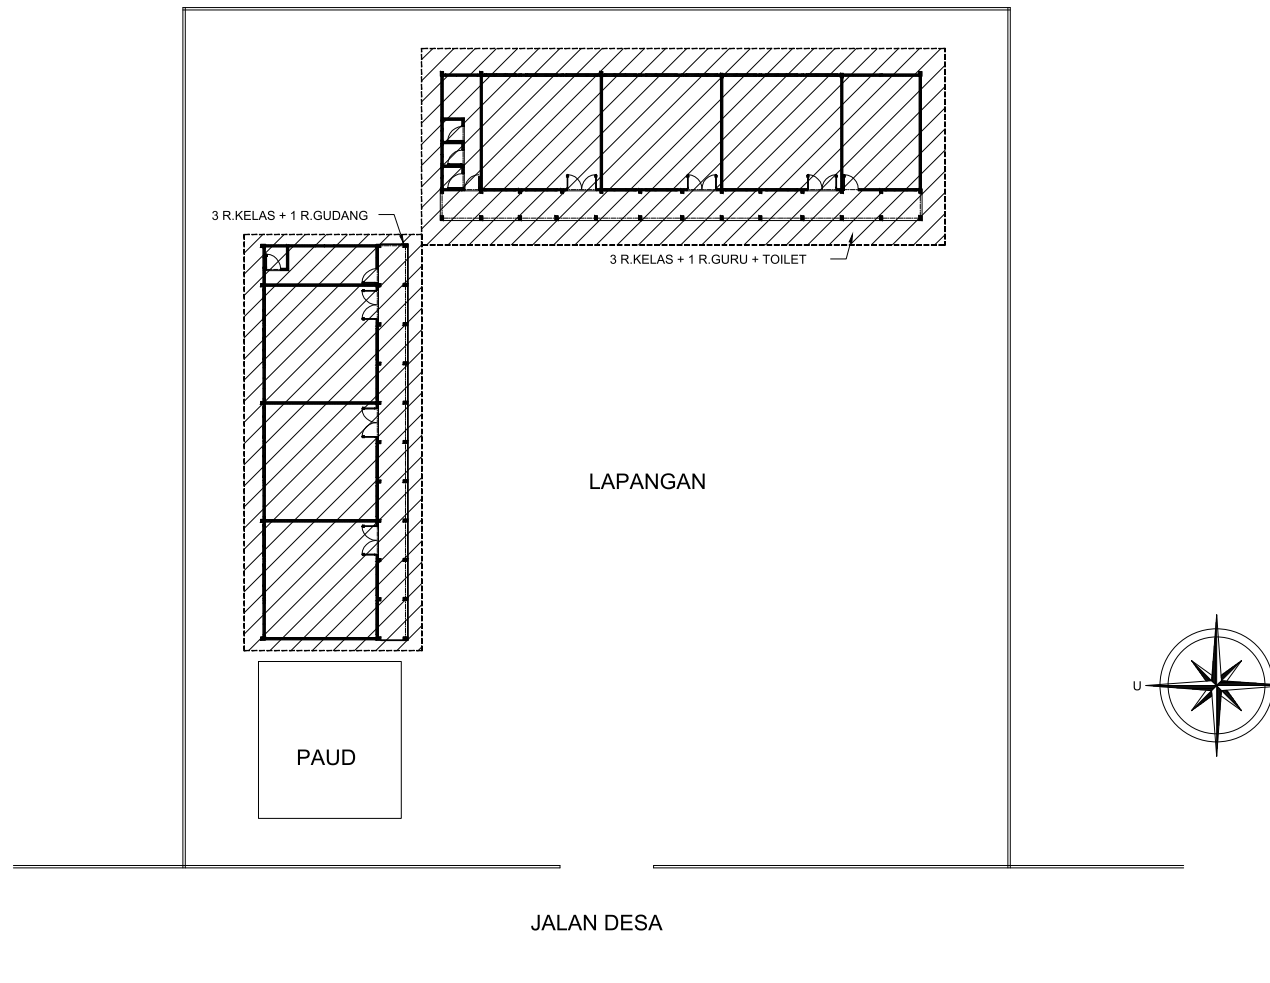 3 R.KELAS + 1 R.GUDANG
3 R.KELAS + 1 R.GURU + TOILET
LAPANGAN
U
PAUD
JALAN DESA